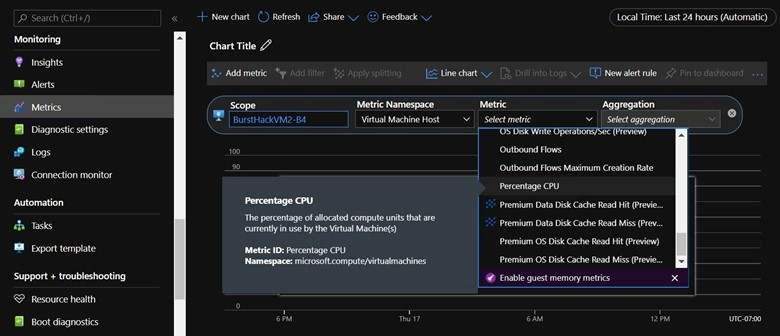 Search (Ctrl+/)
«
New chart
Refresh
Share
Feedback
Local Time: Last 24 hours (Automatic)
Monitoring
Insights
Alerts
Metrics
Diagnostic settings
Logs
Connection monitor
Automation
Tasks
Export template
Support + troubleshooting
Resource health
Boot diagnostics
Chart Title
Add metric
Add filter
Apply splitting
Line chart
Drill into Logs
New alert rule
Pin to dashboard
...
Scope
BurstHackVM2-B4
Metric Namespace
Virtual Machine Host
Metric
Select metric
Aggregation
Select aggregation
OS Disk Write Operations/Sec (Preview)
Outbound Flows
Outbound Flows Maximum Creation Rate
Percentage CPU
Premium Data Disk Cache Read Hit (Previe...
Premium Data Disk Cache Read Miss (Prev...
Premium OS Disk Cache Read Hit (Preview)
Premium OS Disk Cache Read Miss (Previe...
Enable guest memory metrics
100
90
Percentage CPU
The percentage of allocated compute units that are
currently in use by the Virtual Machine(s)
Metric ID: Percentage CPU
Namespace: microsoft.compute/virtualmachines
0
6 PM
Thu 17
6 AM
12 PM
UTC-07:00